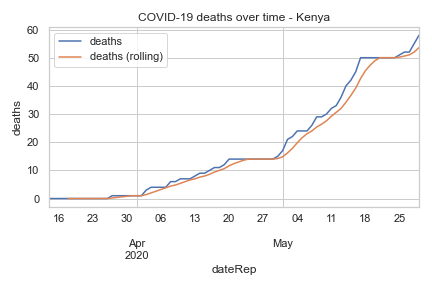 COVID-19 deaths over time - Kenya
deaths
deaths (rolling)
deaths
60
50
40
30
20
10
0
16 23 30 06 13 20 27 04 11 18 25
Apr May
2020
dateRep